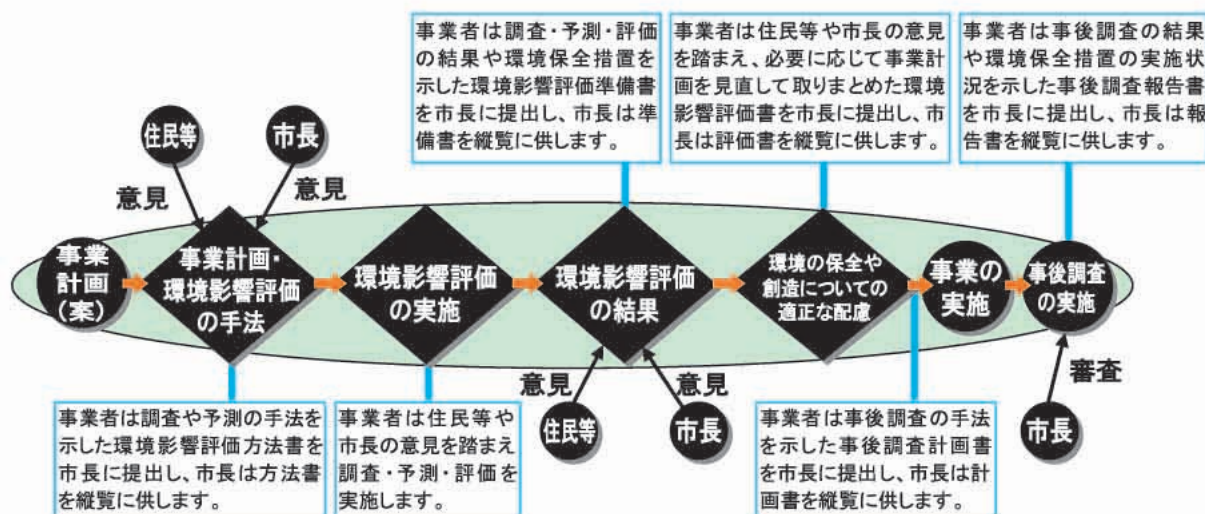 事業者は調査・予測・評価
の結果や環境保全措置を
示した環境影響評価準備書
を市長に提出し、市長は準
備書を縦覧に供します。
事業者は住民等や市長の意見
を踏まえ、必要に応じて事業計
画を見直して取りまとめた環境
影響評価書を市長に提出し、市
長は評価書を縦覧に供します。
事業者は事後調査の結果
や環境保全措置の実施状
況を示した事後調査報告書
を市長に提出し、市長は報
告書を縦覧に供します。
住民等
市長
意見
意見
事業
計画
(案)
事業計画・
環境影響評価
の手法
環境影響評価
の実施
環境影響評価
の結果
環境の保全や
創造についての
適正な配慮
事業の
実施
事後調査
の実施
意見
意見
審査
住民等
市長
市長
事業者は調査や予測の手法を
示した環境影響評価方法書を
市長に提出し、市長は方法書
を縦覧に供します。
事業者は住民等や
市長の意見を踏まえ
調査・予測・評価を
実施します。
事業者は事後調査の手法
を示した事後調査計画書
を市長に提出し、市長は計
画書を縦覧に供します。